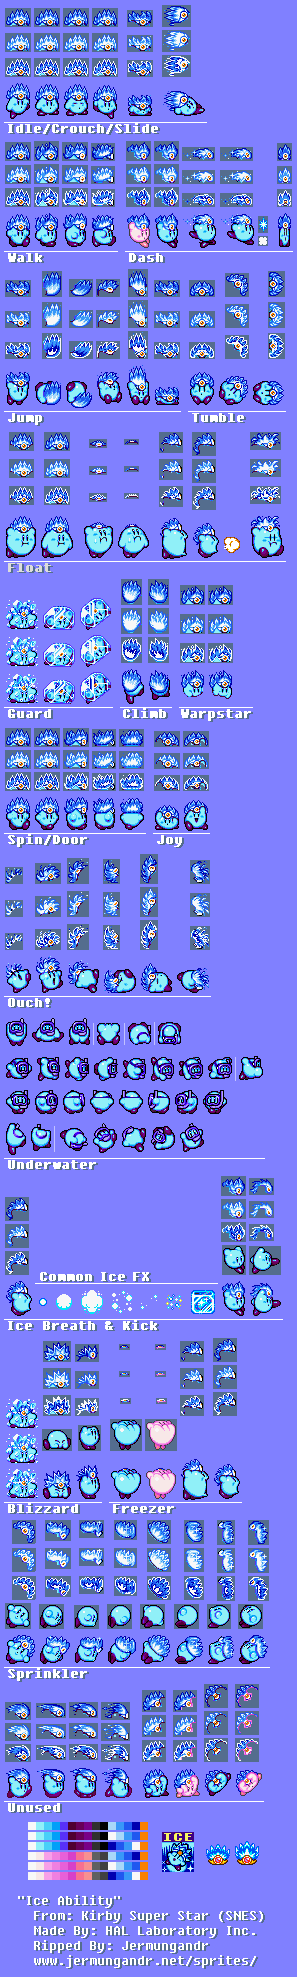 Idle/Crouch/Slide
Walk
Dash
Jump
Tumble
Float
Guard
Climb
Warpstar
Spin/Door
Joy
Ouch!
Underwater
Common Ice FX
Ice Breath & Kick
Blizzard
Freezer
Sprinkler
Unused
ICE
"Ice Ability"
From: Kirby Super Star (SNES)
Made By: HAL Laboratory Inc.
Ripped By: Jermungandr
www.jermungandr.net/sprites/